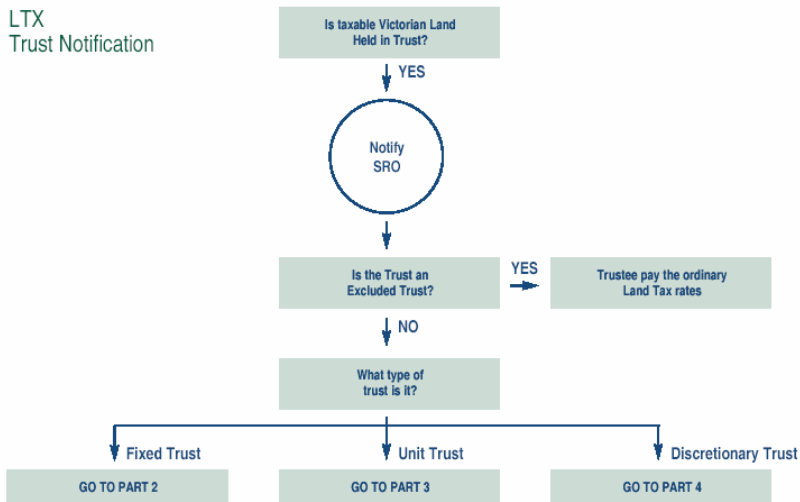 LTX
Trust Notification
Is taxable Victorian Land
Held in Trust?
YES
Notify
SRO
Is the Trust an
Excluded Trust?
YES
Trustee pay the ordinary
Land Tax rates
NO
What type of
trust is it?
Fixed Trust
Unit Trust
Discretionary Trust
GO TO PART 2
GO TO PART 3
GO TO PART 4